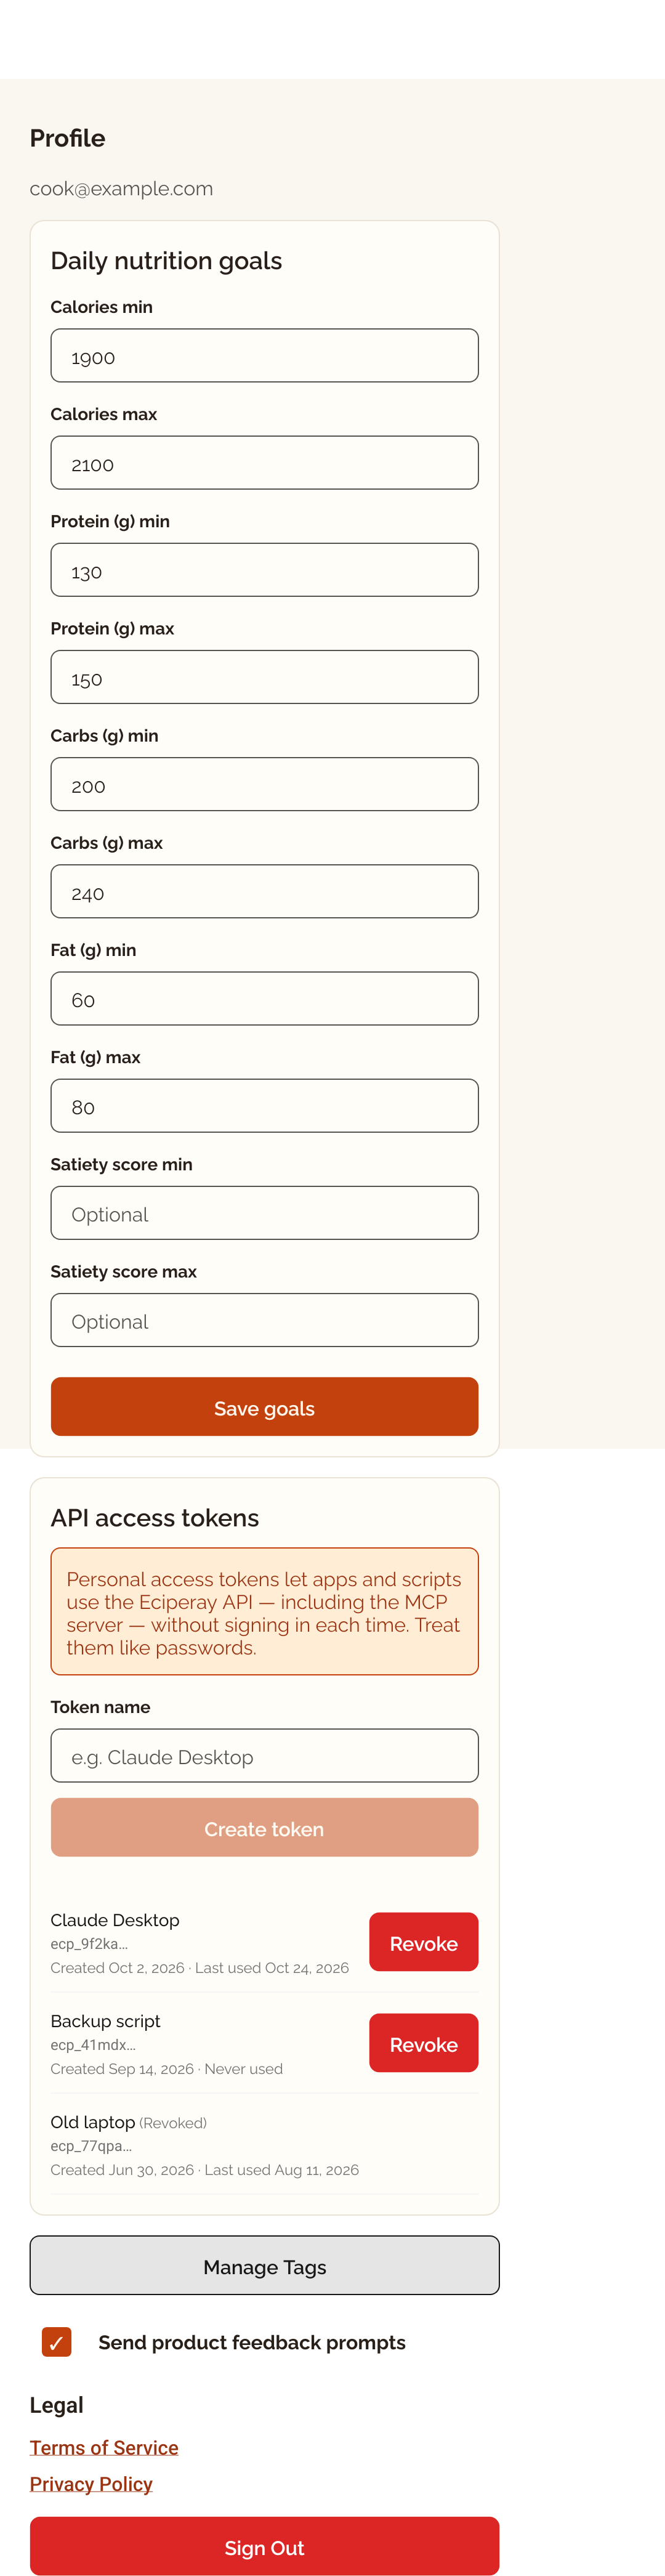 Profile
cook@example.com
Daily nutrition goals
Calories min
1900
Calories max
2100
Protein (g) min
130
Protein (g) max
150
Carbs (g) min
200
Carbs (g) max
240
Fat (g) min
60
Fat (g) max
80
Satiety score min
Optional
Satiety score max
Optional
Save goals
API access tokens
Personal access tokens let apps and scripts
use the Eciperay API — including the MCP
server — without signing in each time. Treat
them like passwords.
Token name
e.g. Claude Desktop
Create token
Claude Desktop
ecp_9f2ka…
Created Oct 2, 2026 · Last used Oct 24, 2026
Revoke
Backup script
ecp_41mdx…
Created Sep 14, 2026 · Never used
Revoke
Old laptop (Revoked)
ecp_77qpa…
Created Jun 30, 2026 · Last used Aug 11, 2026
Manage Tags
✓ Send product feedback prompts
Legal
Terms of Service
Privacy Policy
Sign Out